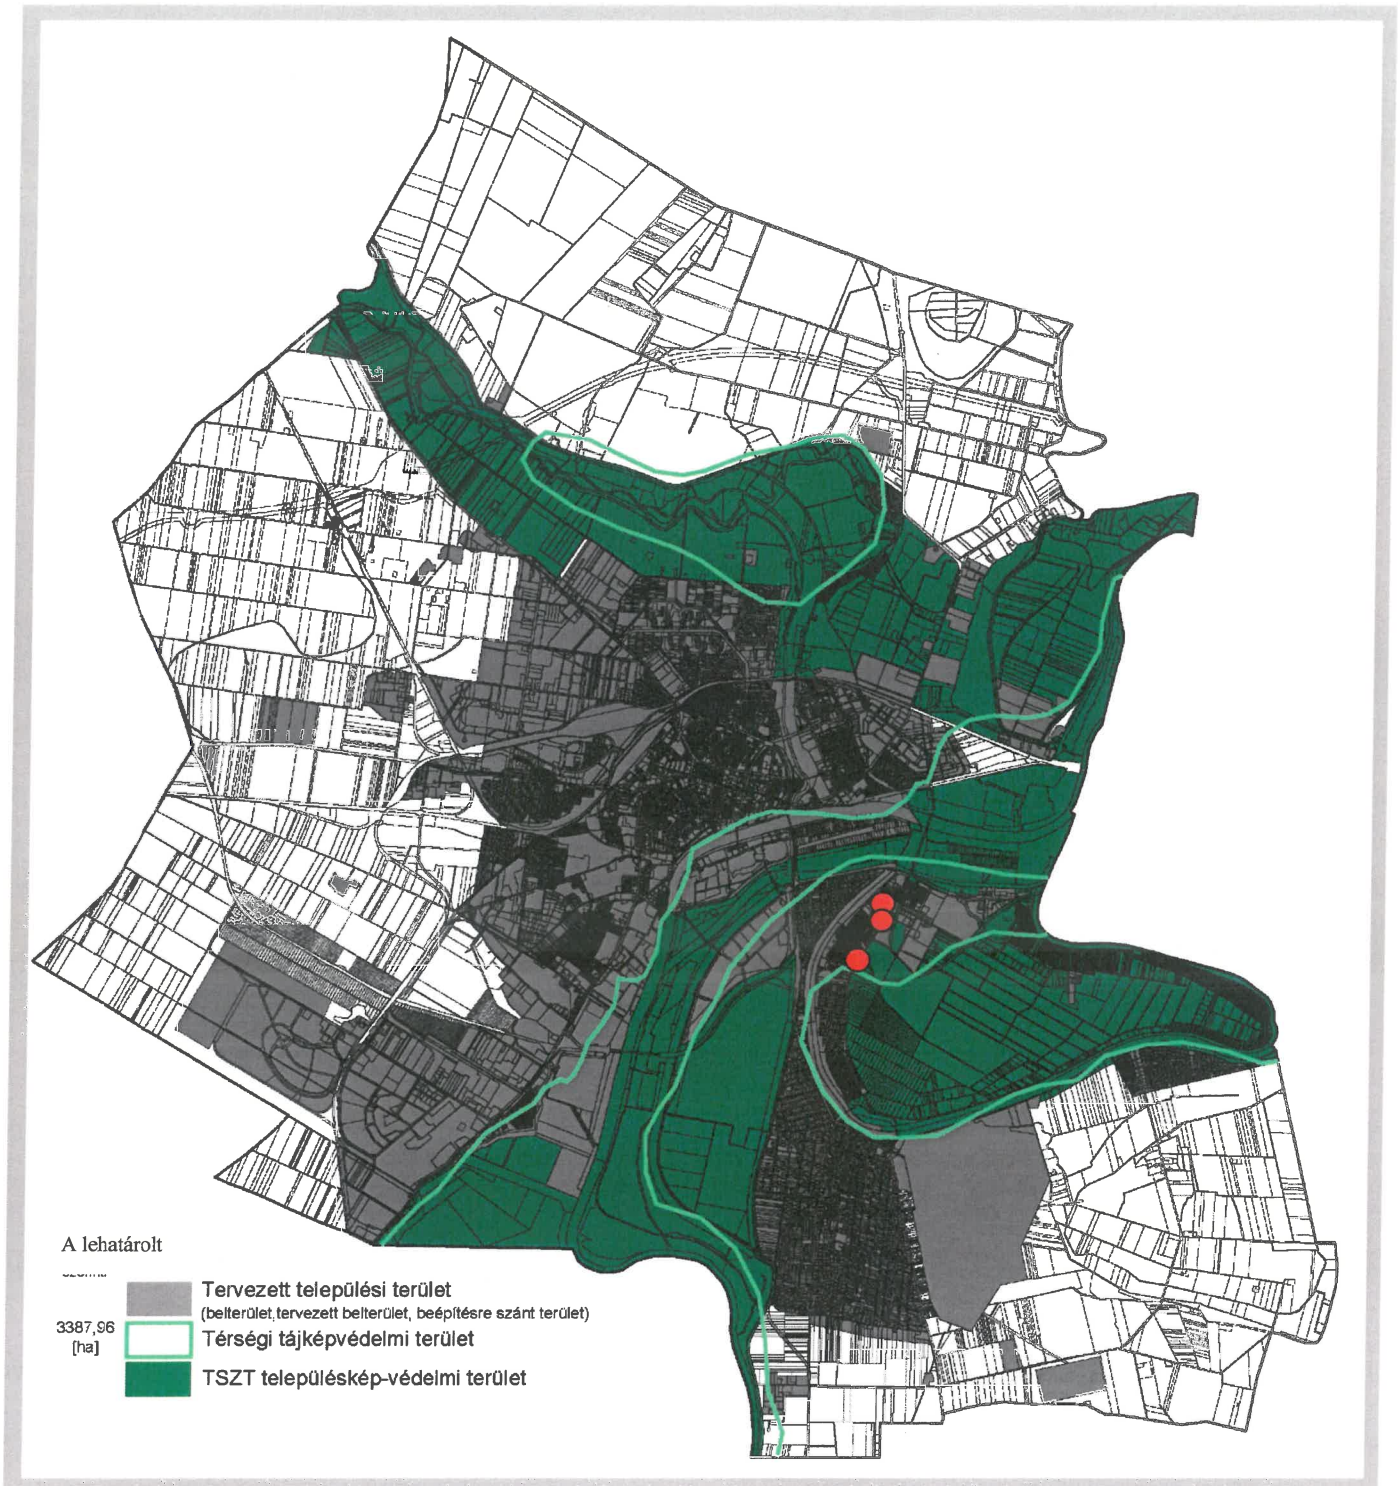 A lehatárolt
Tervezett települési terület
(belterület,tervezett belterület, beépítésre szánt terület)
3387,96
[ha]
Térségi tájképvédelmi terület
TSZT településkép-védelmi terület